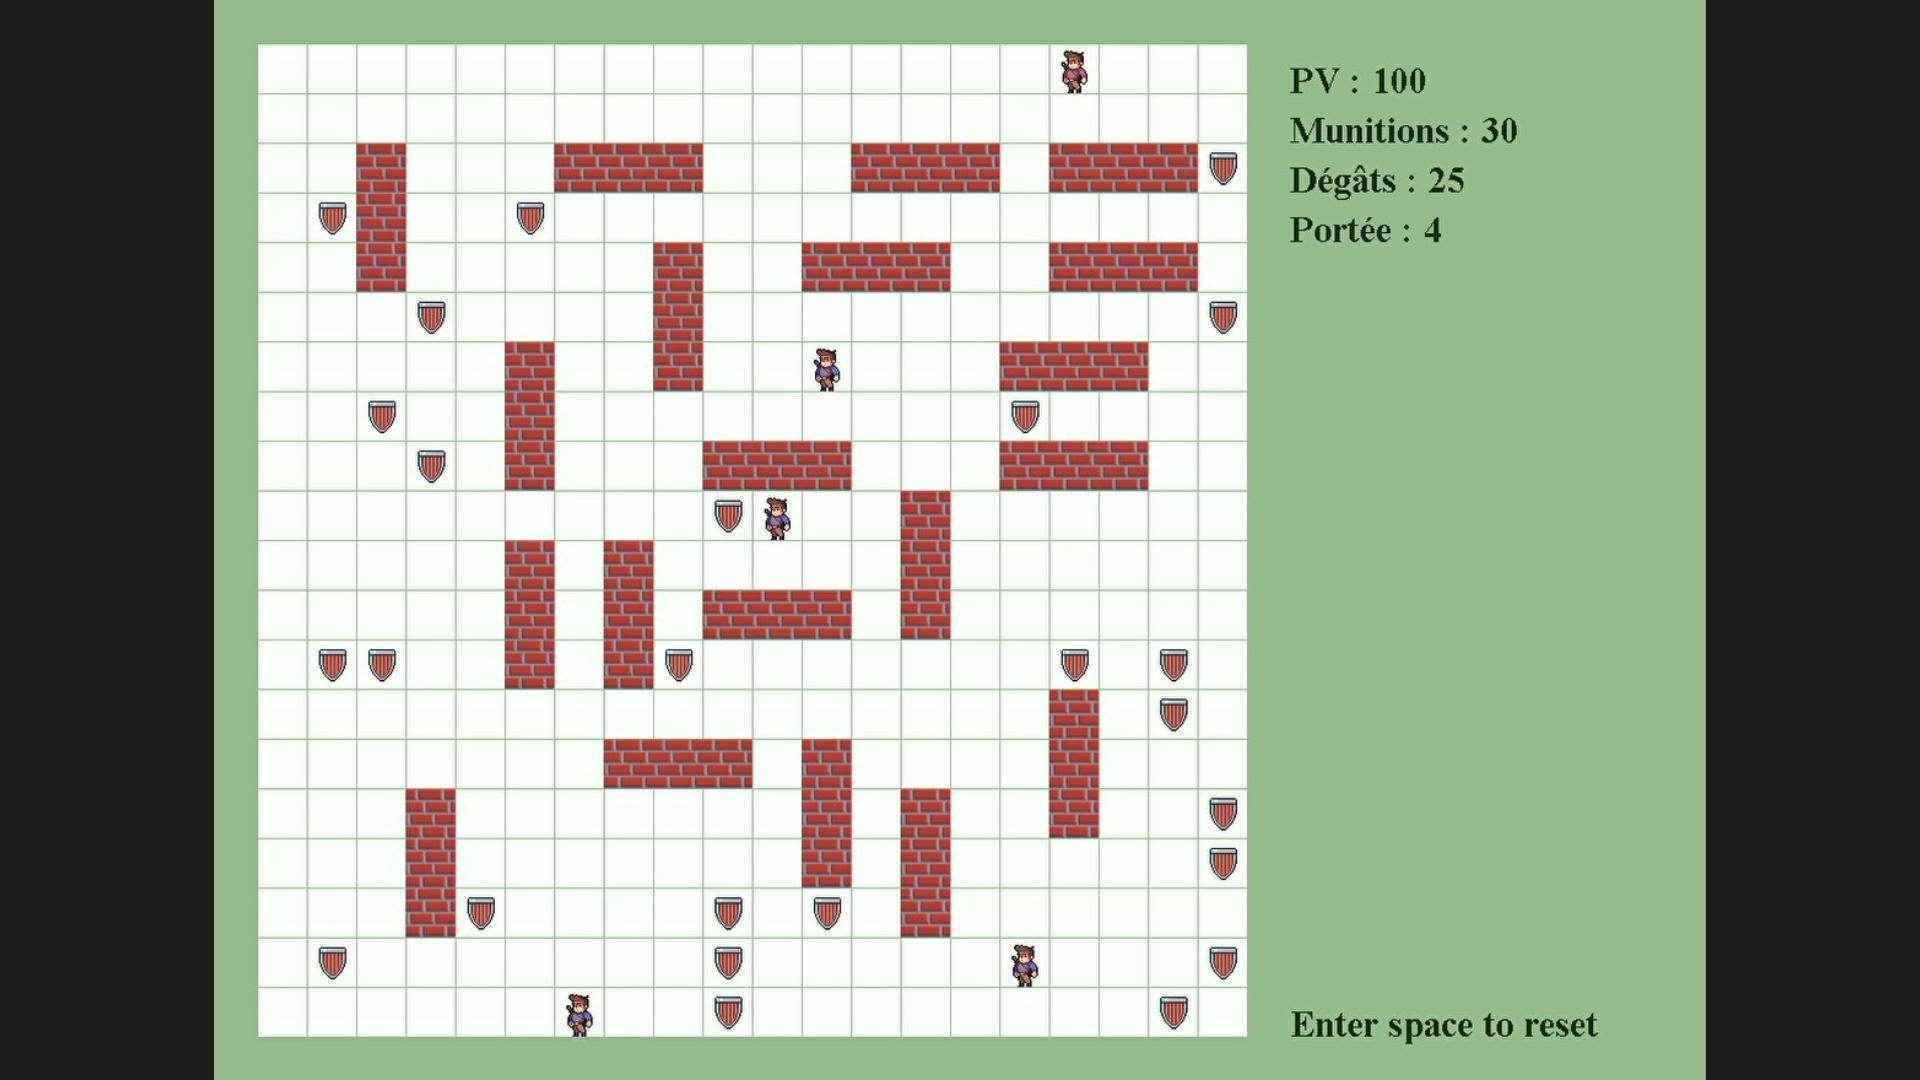 PV : 100
Munitions : 30
Dégâts : 25
Portée : 4
Enter space to reset